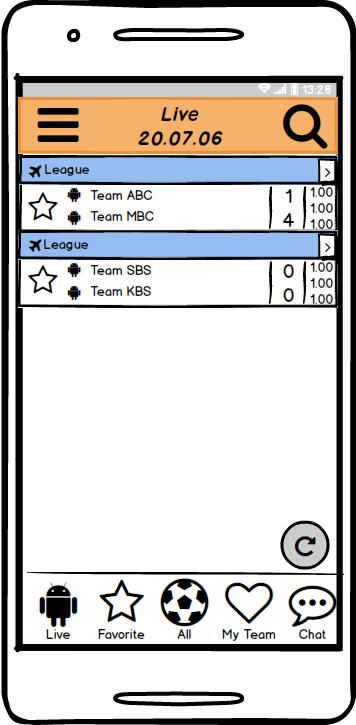 13:28
Live
20.07.06
League
Team ABC 1 1.00
1.00
Team MBC 4 1.00
League
Team SBS 0 1.00
1.00
Team KBS 0 1.00
Live Favorite All My Team Chat